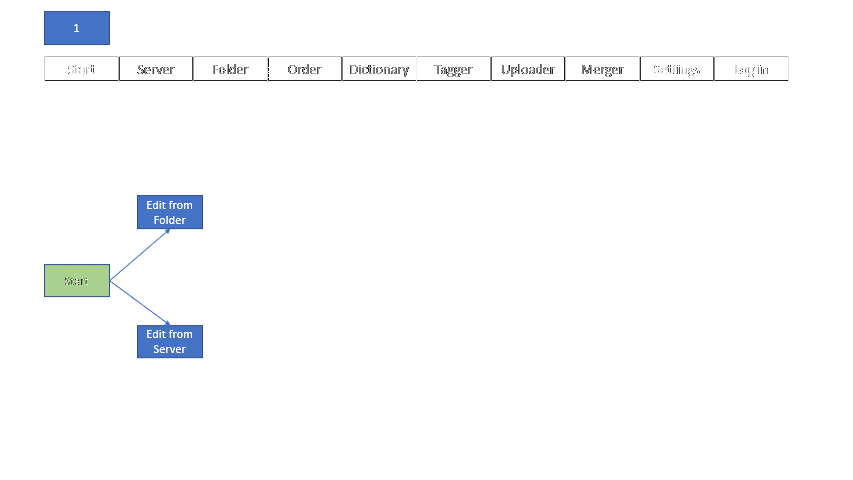 1
Start Server Folder Order Dictionary Tagger Uploader Merger Settings Log in
Edit from
Folder
Start
Edit from
Server